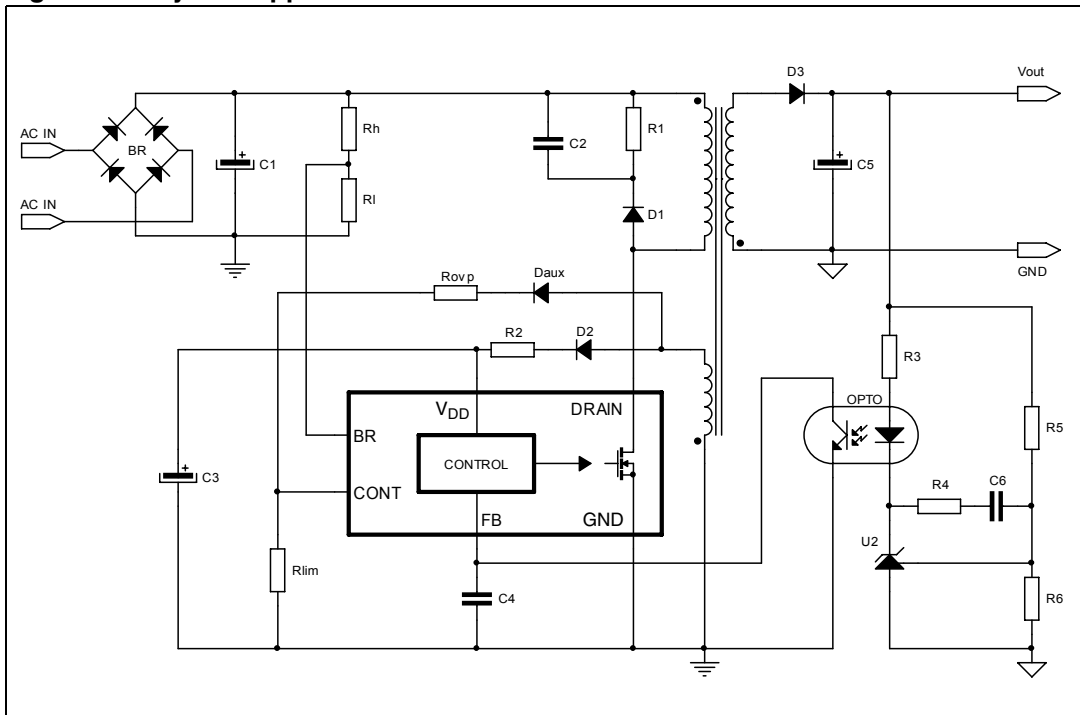 D3
Vout
AC IN
BR
C1
Rh
Rl
C2
R1
D1
C5
AC IN
GND
Rovp
Daux
R2
D2
R3
OPTO
VDD
DRAIN
BR
CONTROL
R5
C3
CONT
R4
C6
FB
GND
U2
Rlim
C4
R6